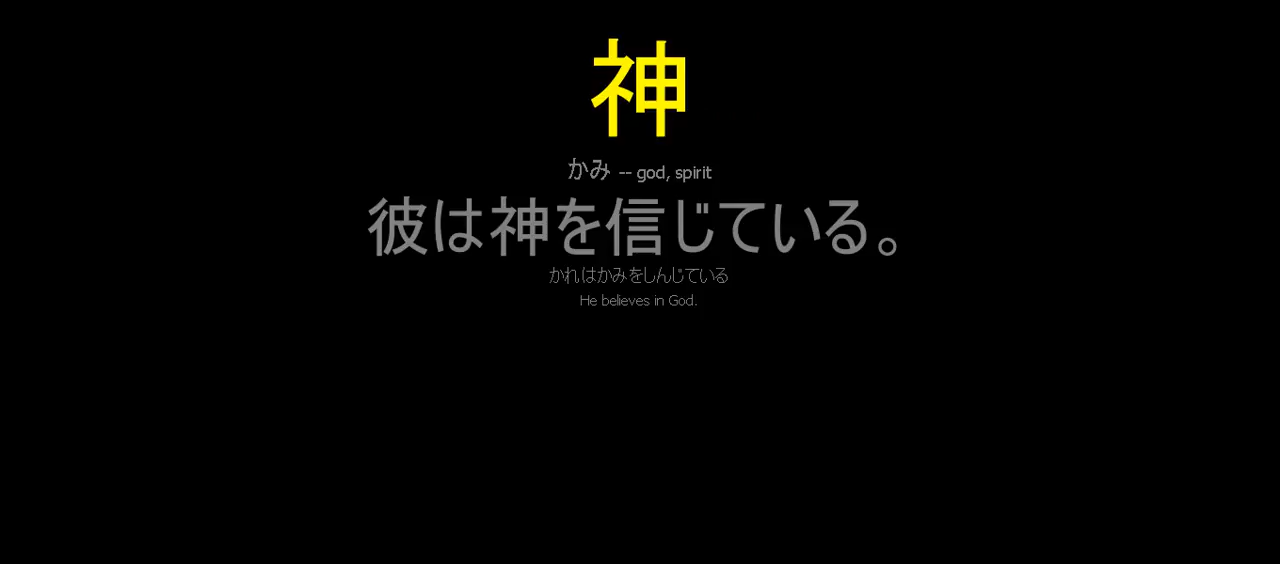 神
かみ -- god, spirit
彼は神を信じている。
かれはかみをしんじている
He believes in God.